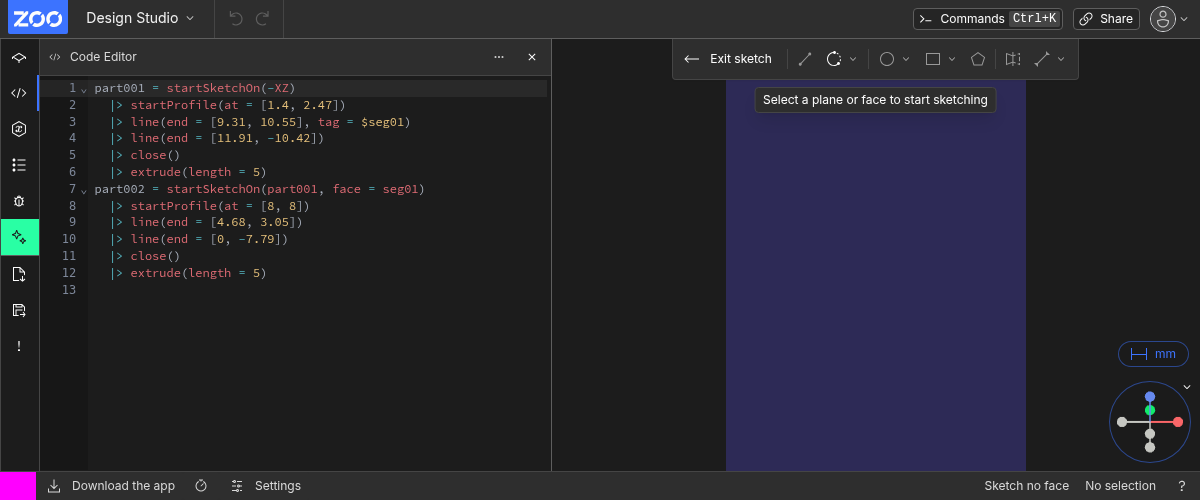 ZOO Design Studio
Commands Ctrl+K
Share
Code Editor
Exit sketch
Select a plane or face to start sketching
1 part001 = startSketchOn(-XZ)
2 |> startProfile(at = [1.4, 2.47])
3 |> line(end = [9.31, 10.55], tag = $seg01)
4 |> line(end = [11.91, -10.42])
5 |> close()
6 |> extrude(length = 5)
7 part002 = startSketchOn(part001, face = seg01)
8 |> startProfile(at = [8, 8])
9 |> line(end = [4.68, 3.05])
10 |> line(end = [0, -7.79])
11 |> close()
12 |> extrude(length = 5)
13
mm
Download the app
Settings
Sketch no face
No selection
?